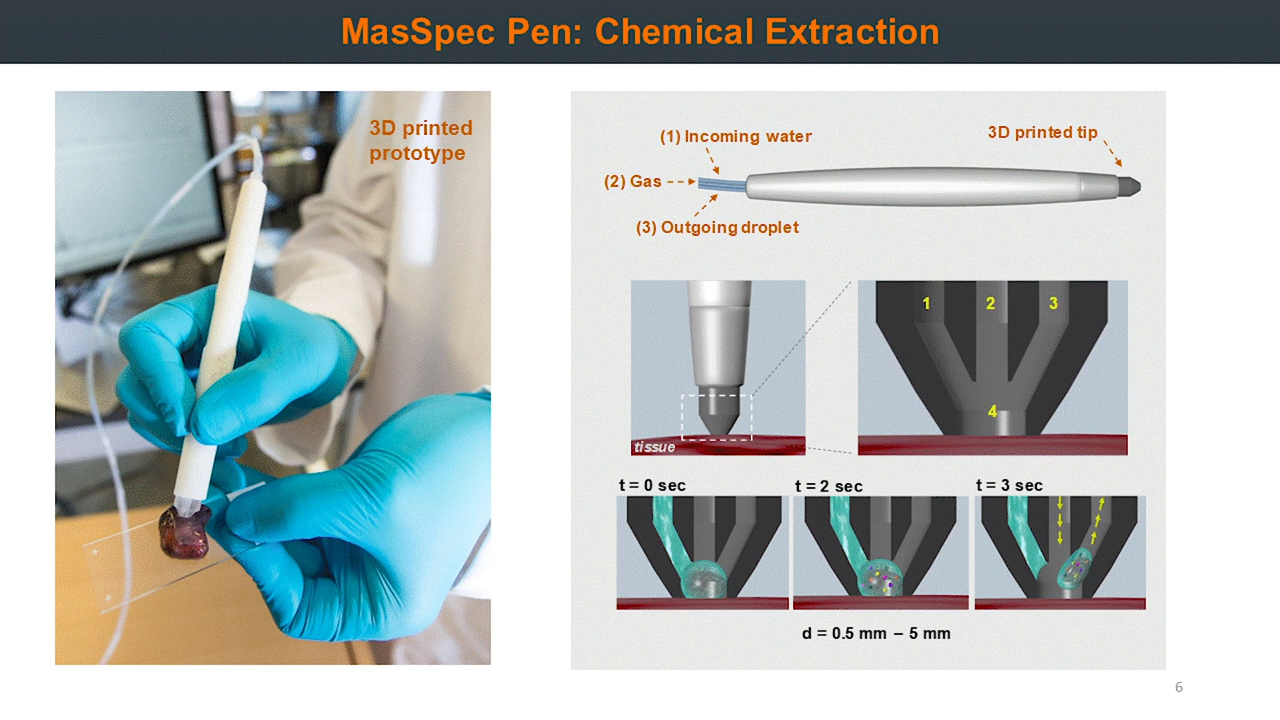 MasSpec Pen: Chemical Extraction
3D printed
prototype
(1) Incoming water
3D printed tip
(2) Gas
(3) Outgoing droplet
1
2
3
4
tissue
t = 0 sec
t = 2 sec
t = 3 sec
d = 0.5 mm – 5 mm
6